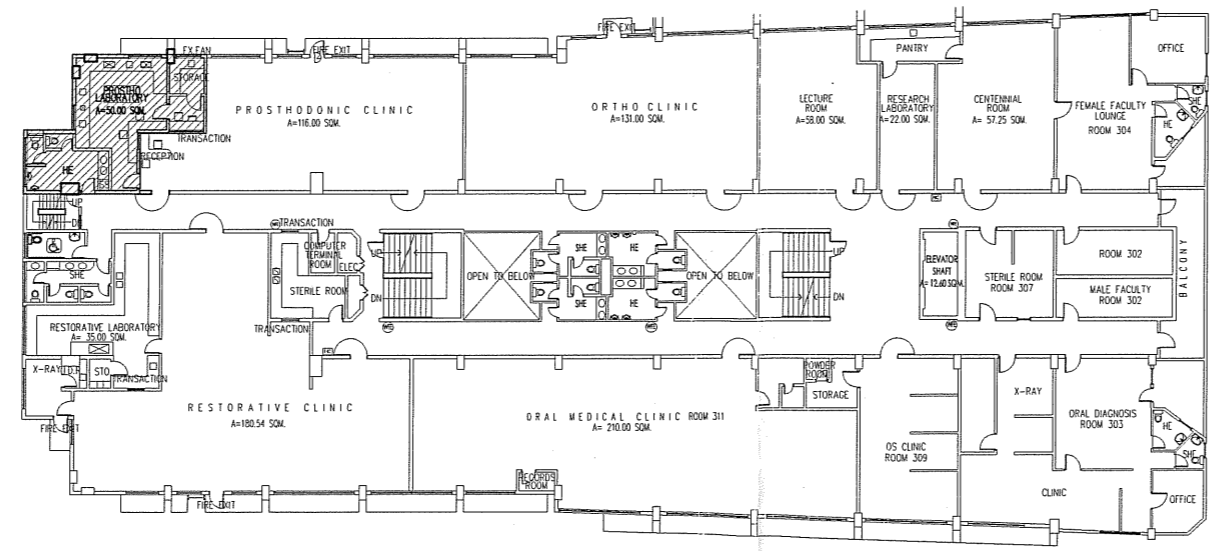 FIRE EXIT
EX.FAN
FIRE EXIT
STORAGE
PANTRY
OFFICE
PROSTHO
LABORATORY
A=50.00 SQM.
PROSTHODONIC CLINIC
A=116.00 SQM.
ORTHO CLINIC
A=131.00 SQM.
LECTURE
ROOM
A=58.00 SQM.
RESEARCH
LABORATORY
A=22.00 SQM.
CENTENNIAL
ROOM
A= 57.25 SQM.
FEMALE FACULTY
LOUNGE
ROOM 304
SHE
HE
TRANSACTION
RECEPTION
HE
UP
DN
TRANSACTION
COMPUTER
TERMINAL
ROOM
ELEC
UP
OPEN TO BELOW
SHE
HE
OPEN TO BELOW
UP
ELEVATOR
SHAFT
A= 12.60 SQ.M.
STERILE ROOM
ROOM 307
ROOM 302
BALCONY
SHE
STERILE ROOM
DN
SHE
HE
DN
MALE FACULTY
ROOM 302
RESTORATIVE LABORATORY
A= 35.00 SQM.
TRANSACTION
X-RAY
STO
TRANSACTION
POWDER
ROOM
STORAGE
X-RAY
RESTORATIVE CLINIC
A=180.54 SQM.
ORAL MEDICAL CLINIC ROOM 311
A= 210.00 SQM.
ORAL DIAGNOSIS
ROOM 303
HE
SHE
FIRE EXIT
OS CLINIC
ROOM 309
RECORDS
ROOM
CLINIC
OFFICE
FIRE EXIT